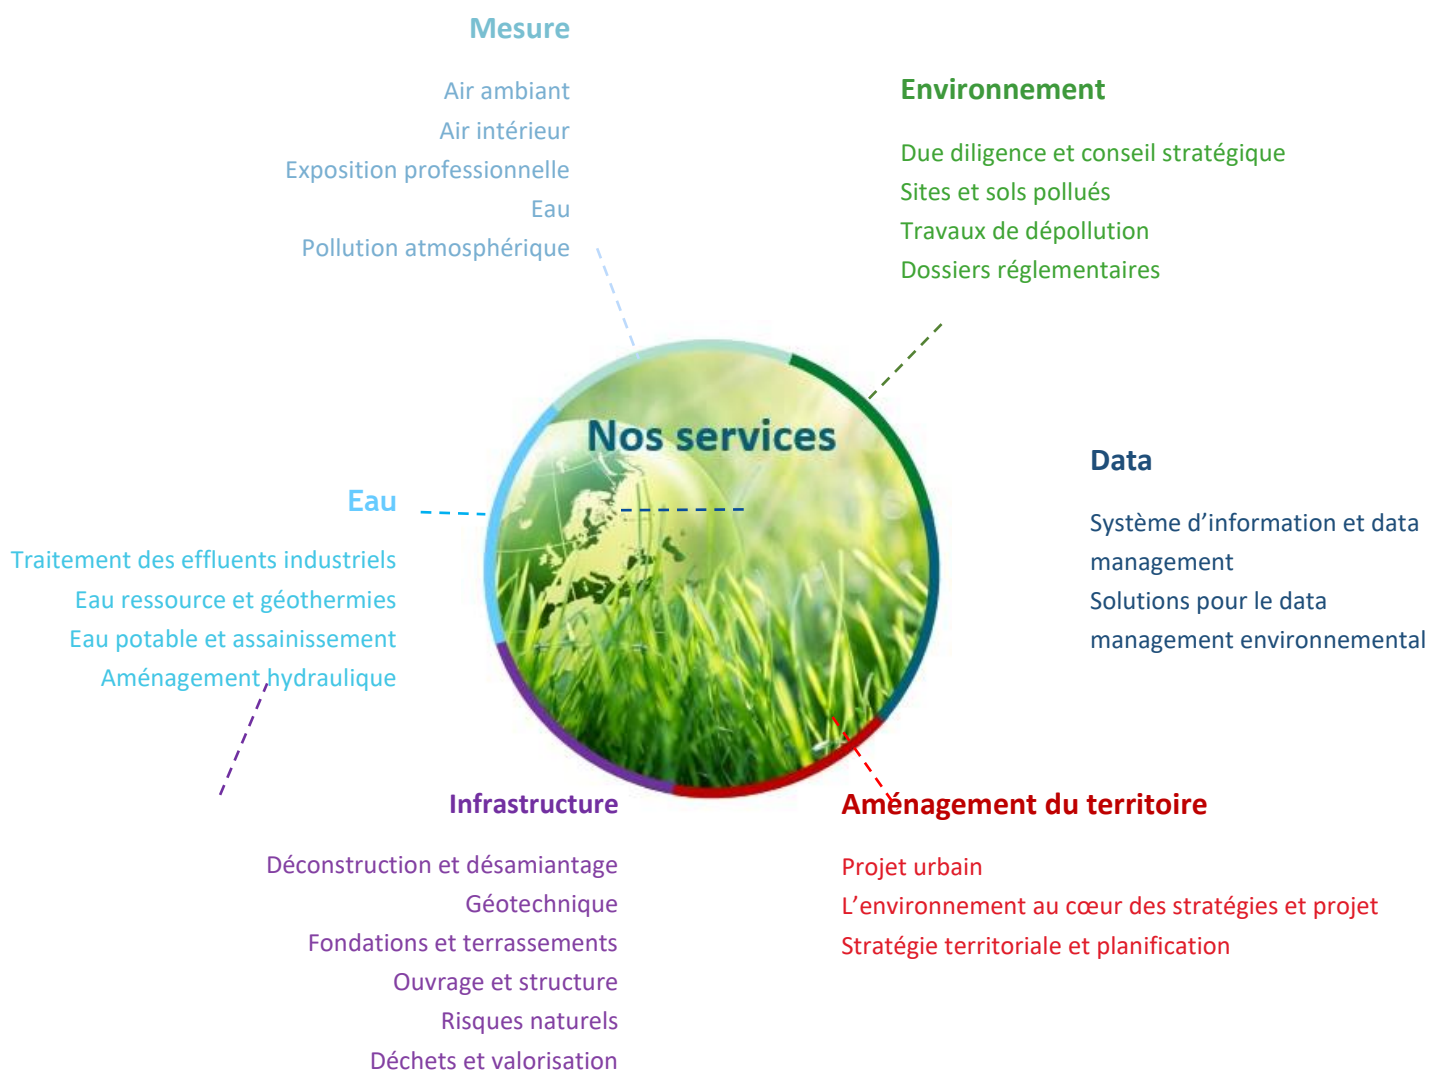 Mesure
Air ambiant
Air intérieur
Exposition professionnelle
Eau
Pollution atmosphérique
Environnement
Due diligence et conseil stratégique
Sites et sols pollués
Travaux de dépollution
Dossiers réglementaires
Nos services
Data
Système d’information et data
management
Solutions pour le data
management environnemental
Eau
Traitement des effluents industriels
Eau ressource et géothermies
Eau potable et assainissement
Aménagement hydraulique
Infrastructure
Déconstruction et désamiantage
Géotechnique
Fondations et terrassements
Ouvrage et structure
Risques naturels
Déchets et valorisation
Aménagement du territoire
Projet urbain
L’environnement au cœur des stratégies et projet
Stratégie territoriale et planification